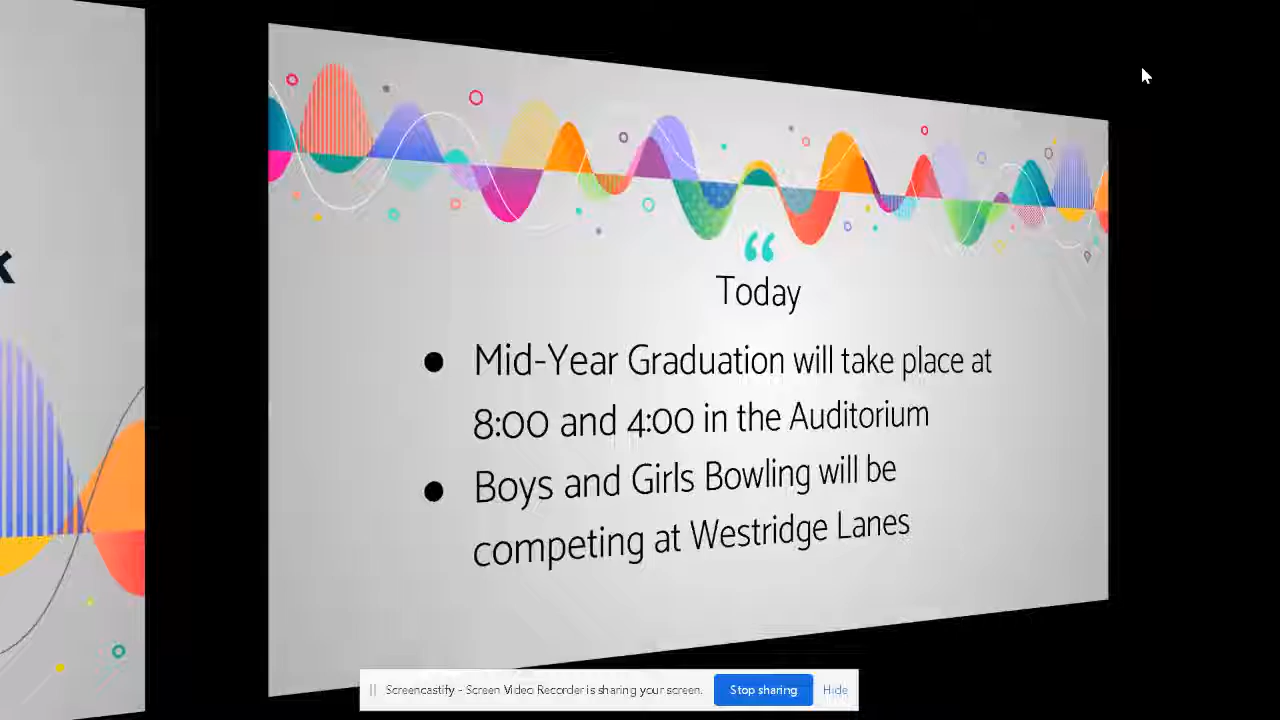 “
Today
● Mid-Year Graduation will take place at
8:00 and 4:00 in the Auditorium
● Boys and Girls Bowling will be
competing at Westridge Lanes
k
Screencastify - Screen Video Recorder is sharing your screen.
Stop sharing
Hide